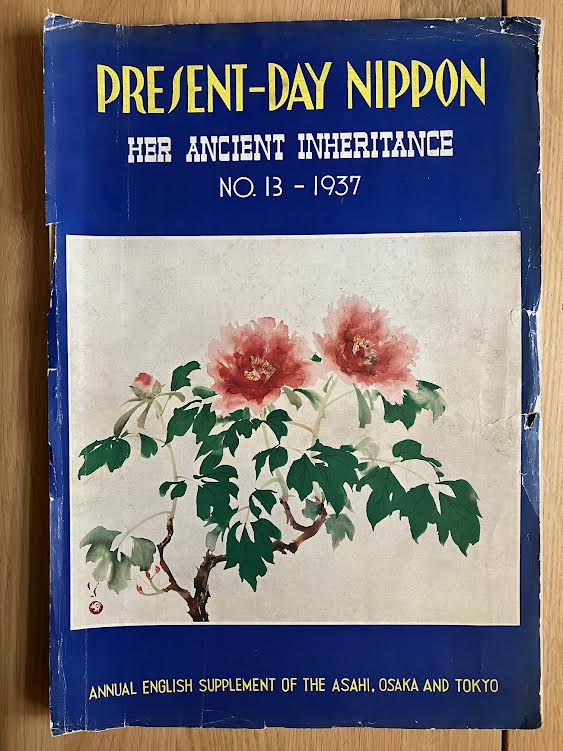 PRESENT-DAY NIPPON
HER ANCIENT INHERITANCE
NO. 13 - 1937
ANNUAL ENGLISH SUPPLEMENT OF THE ASAHI, OSAKA AND TOKYO